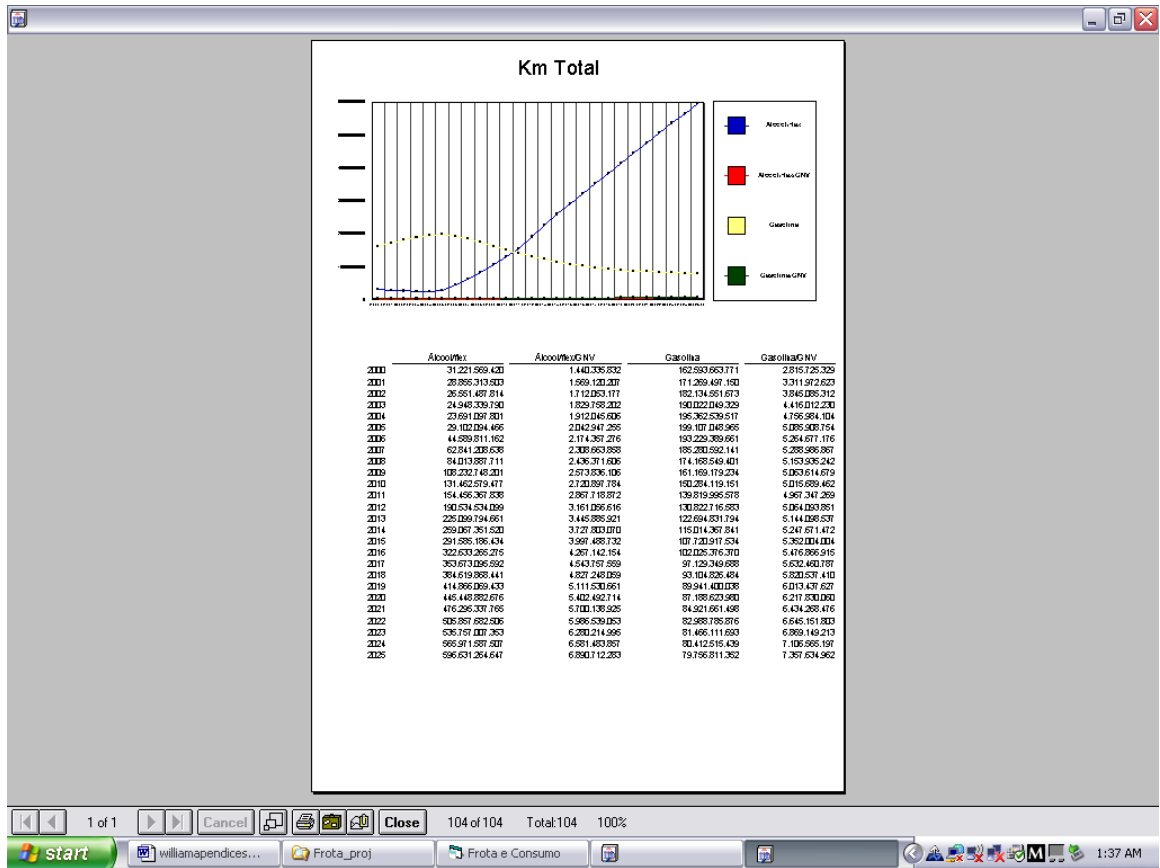 Km Total
Álcool/flex
Álcool/flex/GNV
Gasolina
Gasolina/GNV
Álcool/flex Álcool/flex/GNV Gasolina Gasolina/GNV
2000 31.221.569.420 1.440.335.832 162.593.663.771 2.815.725.329
2001 28.856.313.503 1.569.120.207 171.269.497.150 3.311.972.623
2002 26.551.487.814 1.712.053.177 182.134.551.673 3.845.085.312
2003 24.948.339.790 1.829.758.202 190.022.049.329 4.416.012.230
2004 23.691.097.801 1.912.045.606 195.362.539.517 4.756.984.104
2005 29.102.094.466 2.042.947.255 199.107.048.965 5.085.908.754
2006 44.589.811.162 2.174.357.276 193.229.389.661 5.264.677.176
2007 62.841.208.638 2.308.663.858 185.280.592.141 5.288.986.867
2008 84.013.887.711 2.436.371.606 174.168.549.401 5.153.935.242
2009 108.232.748.201 2.573.836.106 161.169.179.234 5.063.614.679
2010 131.462.579.477 2.720.897.784 150.284.119.151 5.015.689.462
2011 154.456.367.838 2.867.718.872 139.819.995.578 4.967.347.269
2012 190.534.534.099 3.161.056.616 130.822.716.583 5.064.093.851
2013 225.099.794.661 3.445.885.921 122.694.831.794 5.144.098.537
2014 259.067.351.520 3.727.803.070 115.014.367.841 5.247.671.472
2015 291.585.186.434 3.997.488.732 107.720.917.534 5.352.004.004
2016 322.633.265.275 4.267.142.154 102.025.376.370 5.476.866.915
2017 353.673.095.592 4.543.757.559 97.129.349.688 5.632.460.787
2018 384.619.868.441 4.827.248.059 93.104.826.484 5.820.537.410
2019 414.866.069.433 5.111.530.661 89.941.400.038 6.013.437.627
2020 445.448.882.676 5.402.492.714 87.188.623.980 6.217.830.060
2021 476.295.337.765 5.700.138.925 84.921.661.498 6.434.268.476
2022 505.857.682.506 5.986.539.053 82.988.785.876 6.645.151.803
2023 535.757.007.353 6.280.214.995 81.466.111.693 6.869.149.213
2024 565.971.587.507 6.581.483.857 80.412.515.439 7.106.565.197
2025 596.631.264.647 6.890.712.283 79.756.811.352 7.357.634.962
1 of 1 Cancel Close 104 of 104 Total:104 100%
start williamapendices... Frota_proj Frota e Consumo M 1:37 AM